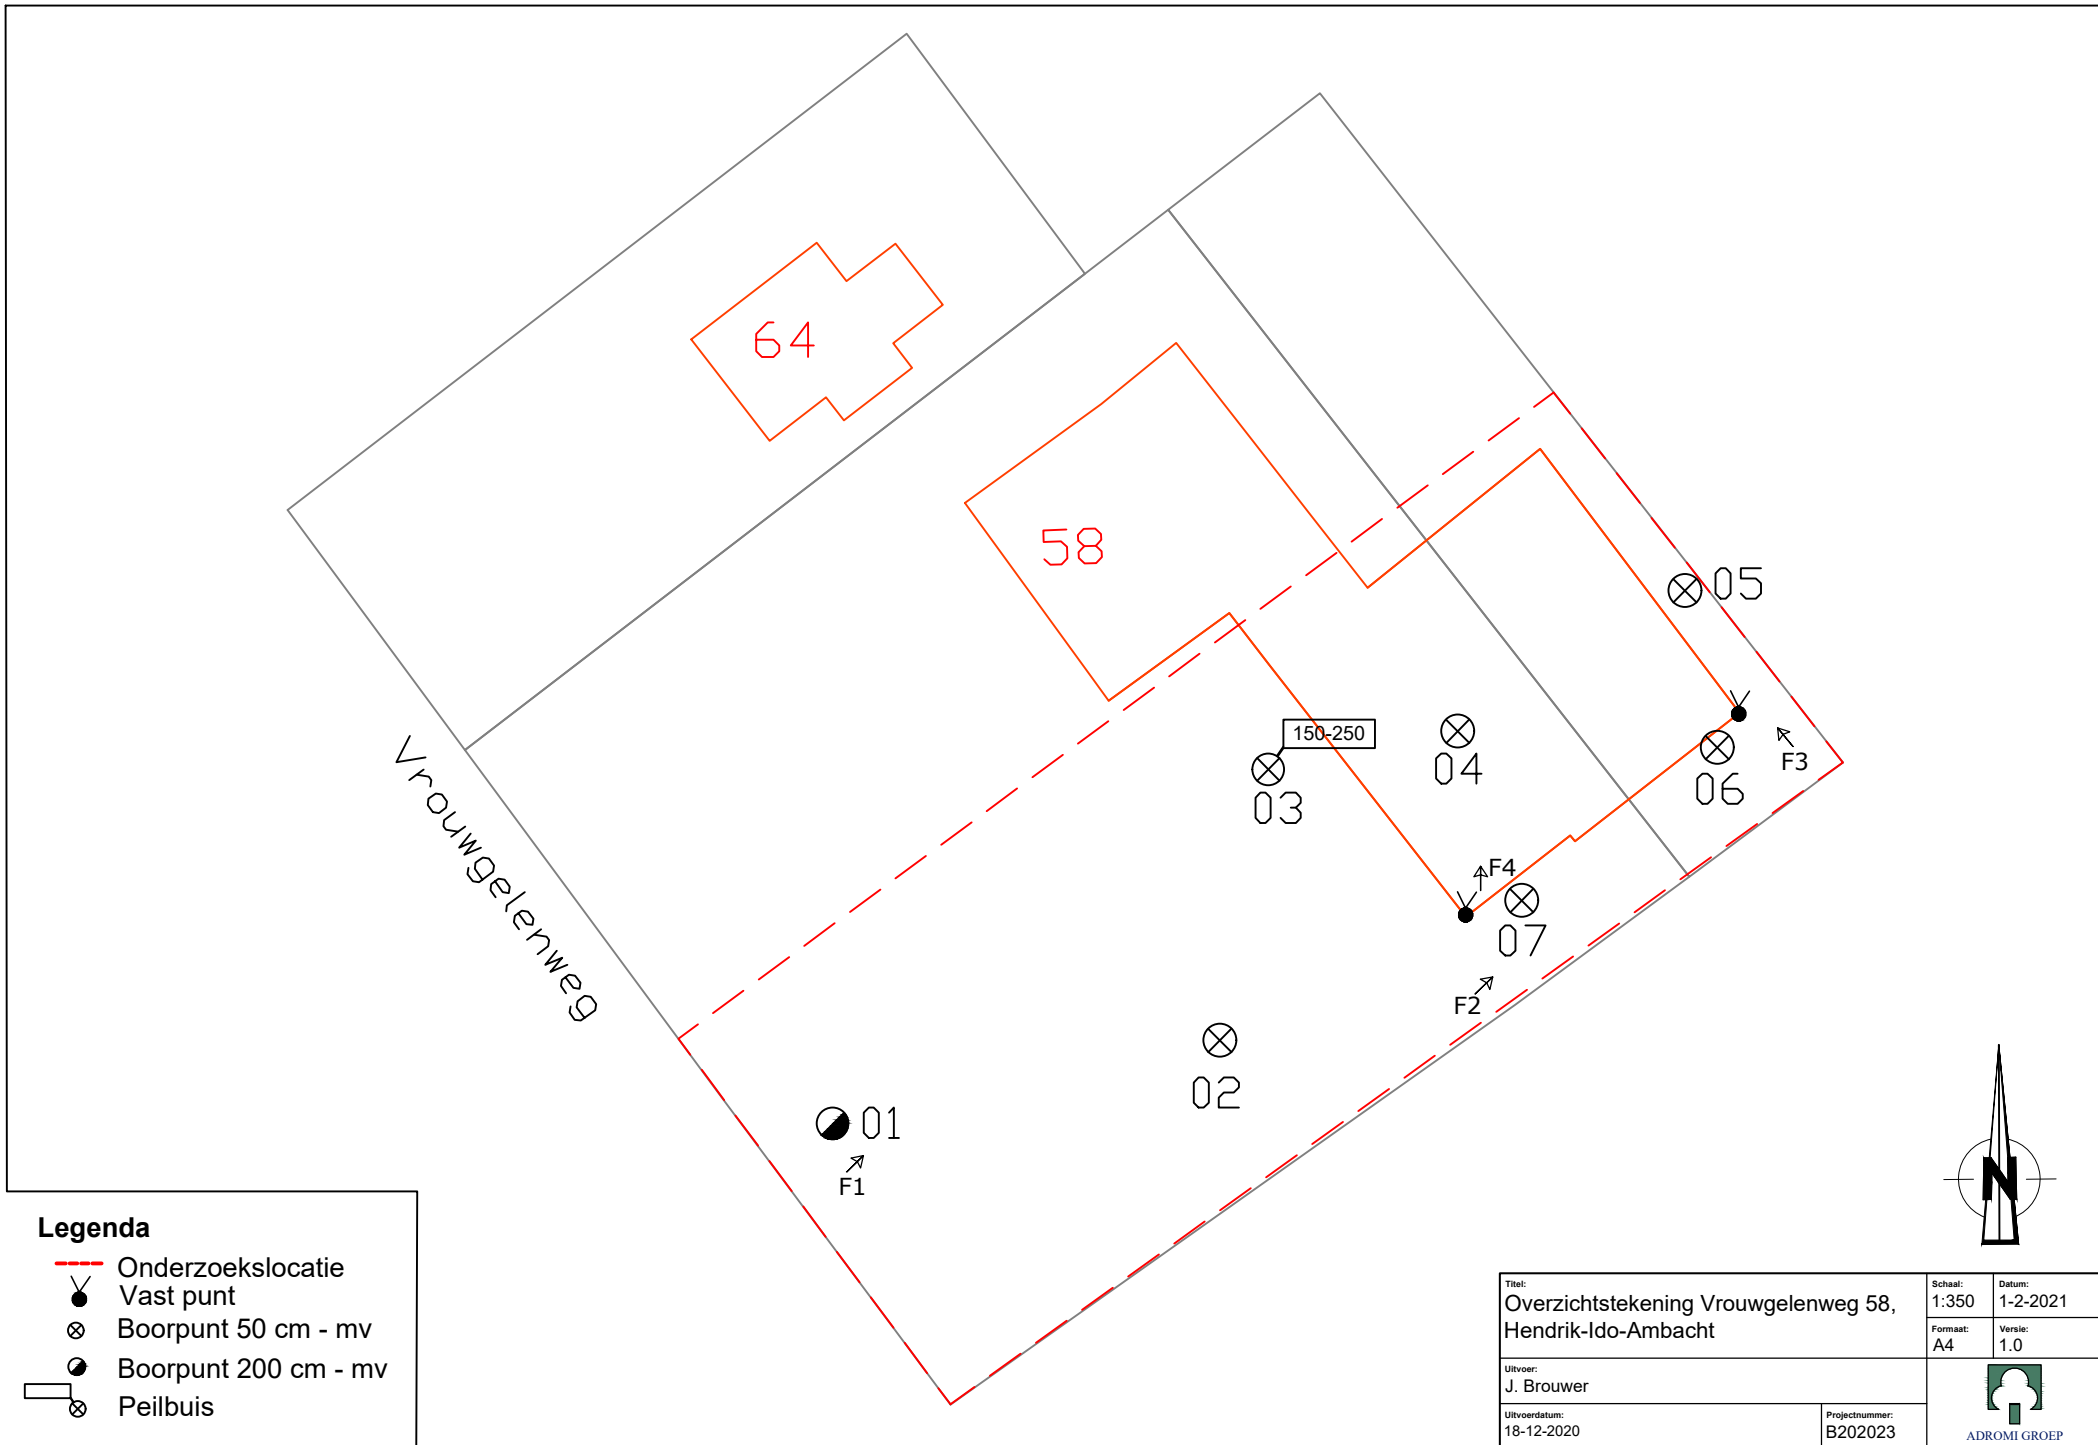 64
58
05
150-250
04
03
F3
06
F4
07
F2
02
01
F1
Vrouwgelenweg
N
Legenda
Onderzoekslocatie
Vast punt
Boorpunt 50 cm - mv
Boorpunt 200 cm - mv
Peilbuis
Titel:
Overzichtstekening Vrouwgelenweg 58,
Hendrik-Ido-Ambacht
Schaal:
1:350
Datum:
1-2-2021
Formaat:
A4
Versie:
1.0
Uitvoer:
J. Brouwer
Uitvoerdatum:
18-12-2020
Projectnummer:
B202023
ADROMI GROEP